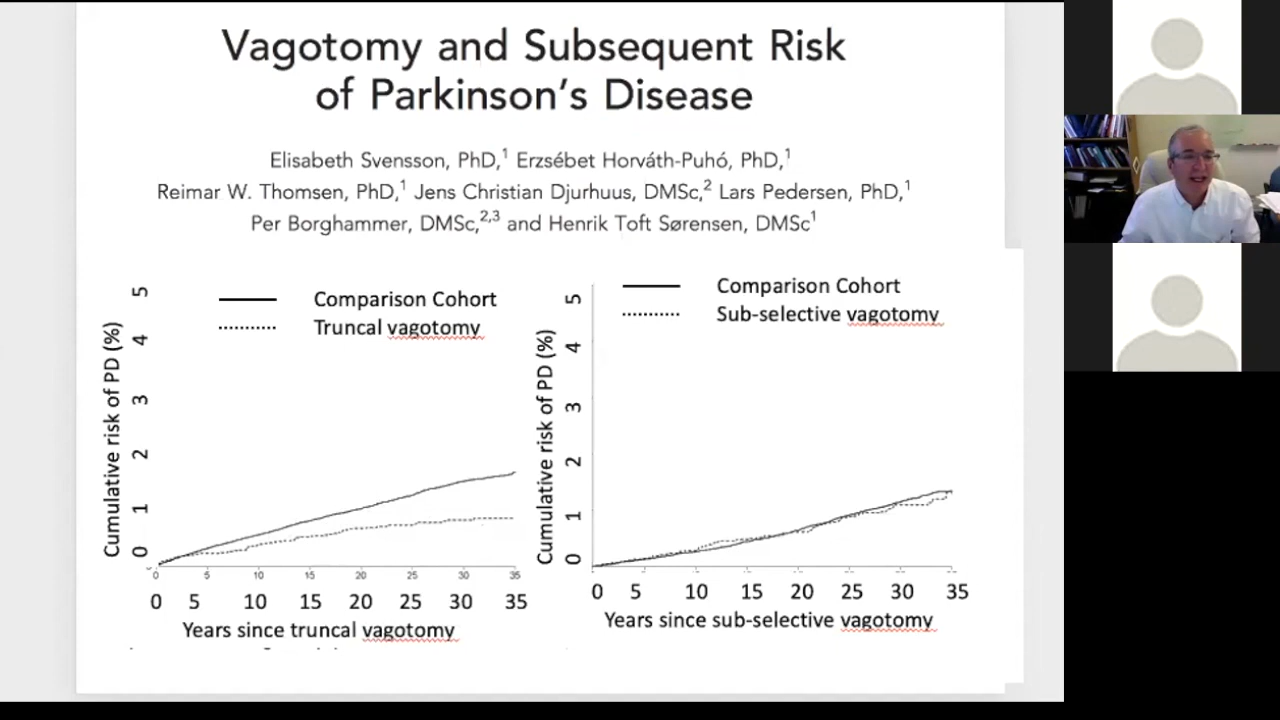 Vagotomy and Subsequent Risk
of Parkinson's Disease
Elisabeth Svensson, PhD,1 Erzsébet Horváth-Puhó, PhD,1
Reimar W. Thomsen, PhD,1 Jens Christian Djurhuus, DMSc,2 Lars Pedersen, PhD,1
Per Borghammer, DMSc,2,3 and Henrik Toft Sørensen, DMSc1
Comparison Cohort
Truncal vagotomy
Cumulative risk of PD (%)
5
4
3
2
1
0
0 5 10 15 20 25 30 35
0 5 10 15 20 25 30 35
Years since truncal vagotomy
Comparison Cohort
Sub-selective vagotomy
Cumulative risk of PD (%)
5
4
3
2
1
0
0 5 10 15 20 25 30 35
Years since sub-selective vagotomy